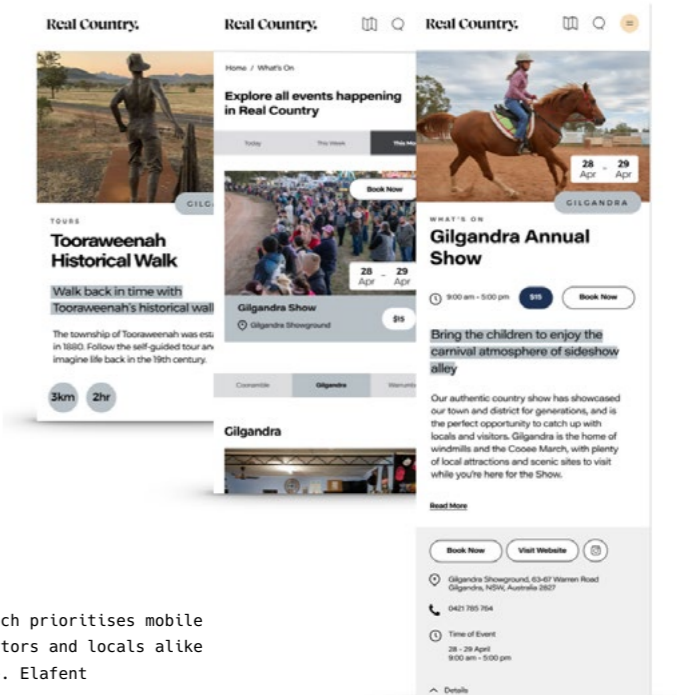 Real Country.
TOURS
Tooraweenah
Historical Walk
Walk back in time with
Tooraweenah's historical
The township of Tooraweenah was
in 1880. Follow the self-guided tour
imagine life back in the 19th century.
3km
2hr
Real Country.
Home / What's On
Explore all events happening
in Real Country
Today
This Week
This
Book Now
28 – 29
Apr Apr
Gilgandra Show
Gilgandra Showground
$15
Coonamble
Gilgandra
Gilgandra
Real Country.
28 – 29
Apr Apr
GILGANDRA
WHAT'S ON
Gilgandra Annual
Show
9:00 am – 5:00 pm
$15
Book Now
Bring the children to enjoy the
carnival atmosphere of sideshow
alley
Our authentic country show has showcased
our town and district for generations, and is
the perfect opportunity to catch up with
locals and visitors. Gilgandra is the home of
windmills and the Cooee March, with plenty
of local attractions and scenic sites to visit
while you're here for the Show.
Read More
Book Now
Visit Website
Gilgandra Showground, 63-67 Warren Road
Gilgandra, NSW, Australia 2827
0421 785 764
Time of Event
28 – 29 April
9:00 am – 5:00 pm
Details
ch prioritises mobile
tors and locals alike
. Elafent